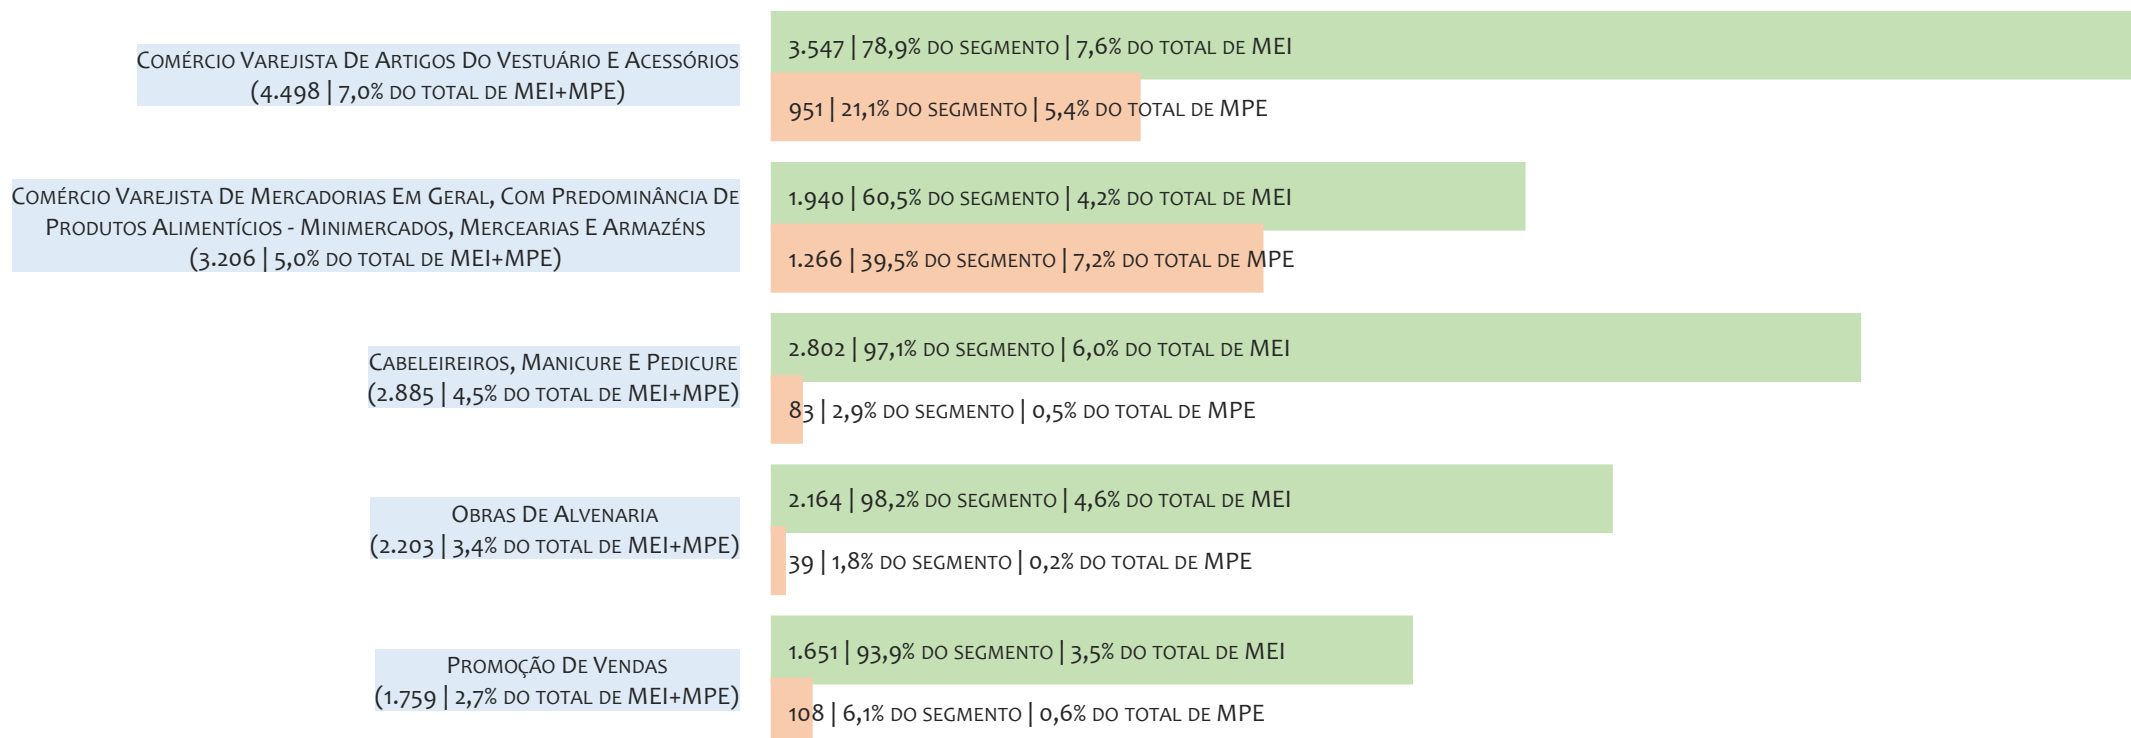 Comércio Varejista De Artigos Do Vestuário E Acessórios
(4.498 | 7,0% do total de MEI+MPE)
3.547 | 78,9% do segmento | 7,6% do total de MEI
951 | 21,1% do segmento | 5,4% do total de MPE
Comércio Varejista De Mercadorias Em Geral, Com Predominância De
Produtos Alimentícios - Minimercados, Mercearias E Armazéns
(3.206 | 5,0% do total de MEI+MPE)
1.940 | 60,5% do segmento | 4,2% do total de MEI
1.266 | 39,5% do segmento | 7,2% do total de MPE
Cabeleireiros, Manicure E Pedicure
(2.885 | 4,5% do total de MEI+MPE)
2.802 | 97,1% do segmento | 6,0% do total de MEI
83 | 2,9% do segmento | 0,5% do total de MPE
Obras De Alvenaria
(2.203 | 3,4% do total de MEI+MPE)
2.164 | 98,2% do segmento | 4,6% do total de MEI
39 | 1,8% do segmento | 0,2% do total de MPE
Promoção De Vendas
(1.759 | 2,7% do total de MEI+MPE)
1.651 | 93,9% do segmento | 3,5% do total de MEI
108 | 6,1% do segmento | 0,6% do total de MPE